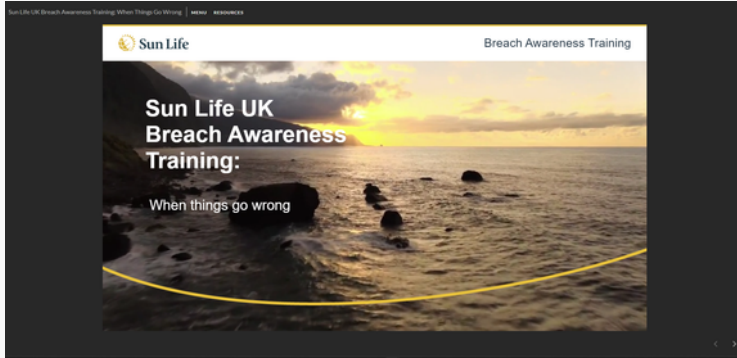 Sun Life UK Breach Awareness Training: When Things Go Wrong MENU RESOURCES
Sun Life
Breach Awareness Training
Sun Life UK
Breach Awareness
Training:
When things go wrong